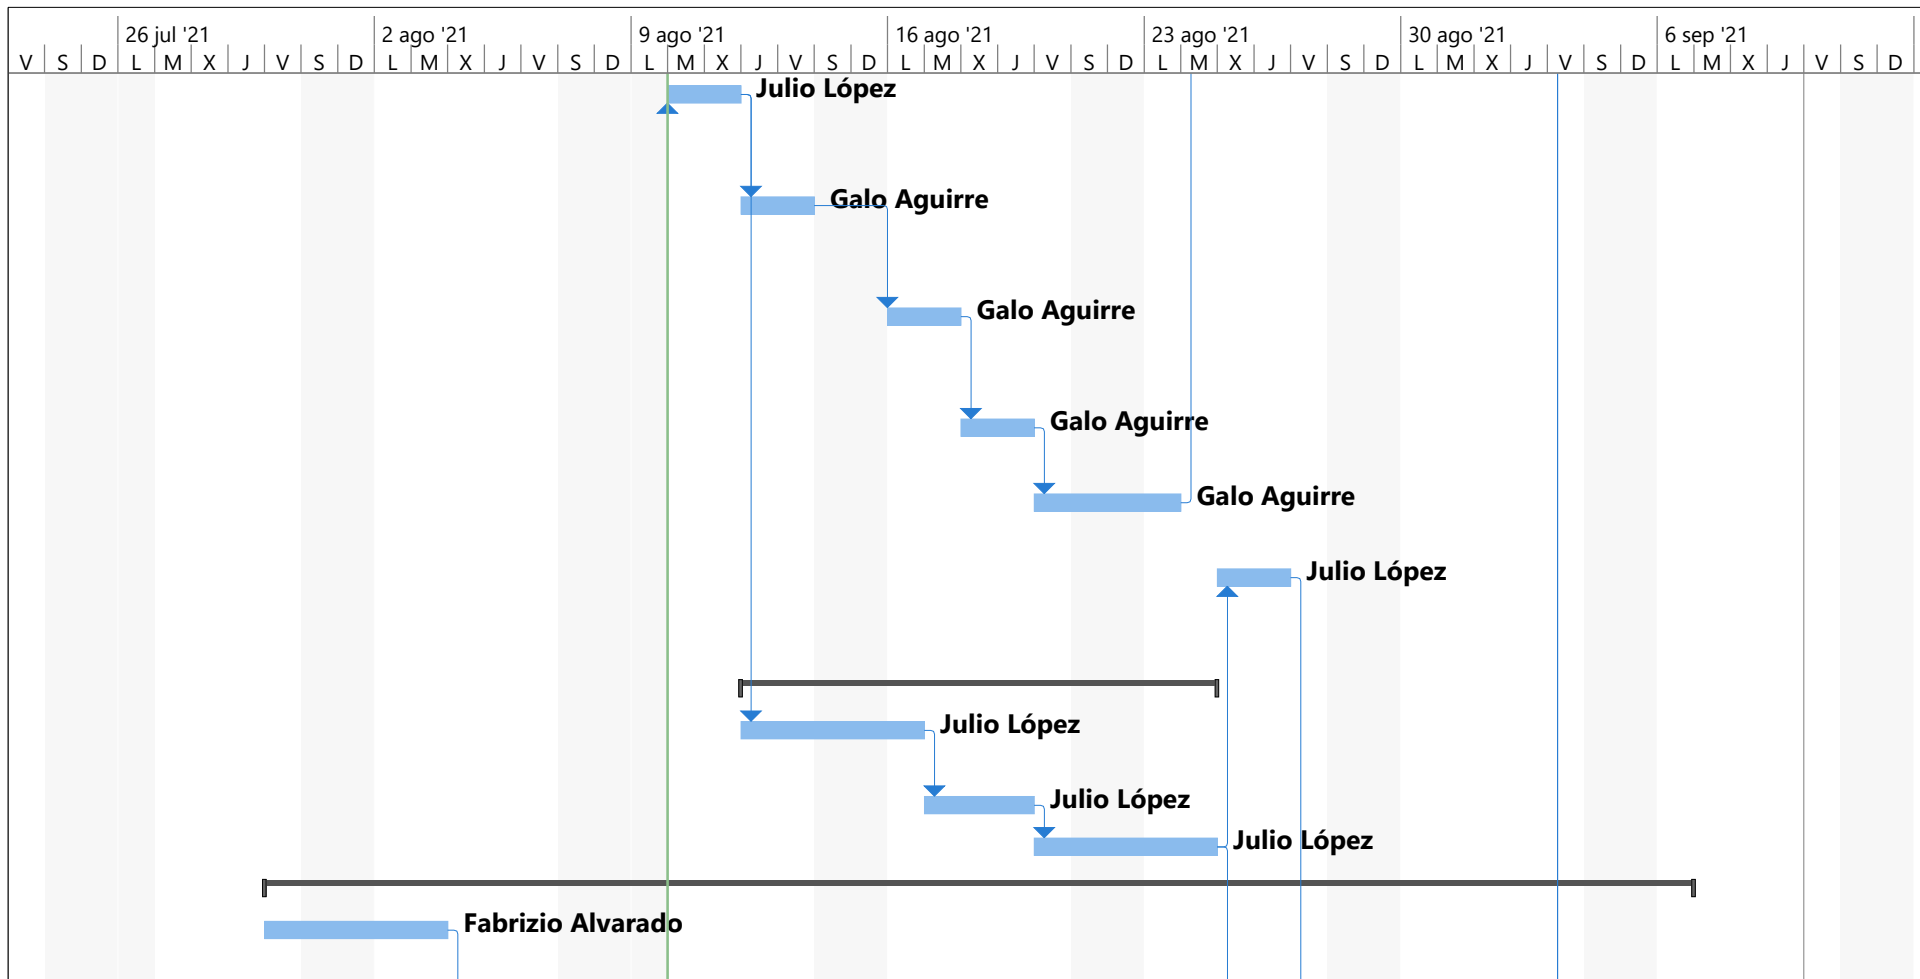 26 jul '21 2 ago '21 9 ago '21 16 ago '21 23 ago '21 30 ago '21 6 sep '21
V S D L M X J V S D L M X J V S D L M X J V S D L M X J V S D L M X J V S D L M X J V S D L M X J V S D
Julio López
Galo Aguirre
Galo Aguirre
Galo Aguirre
Galo Aguirre
Julio López
Julio López
Julio López
Julio López
Fabrizio Alvarado